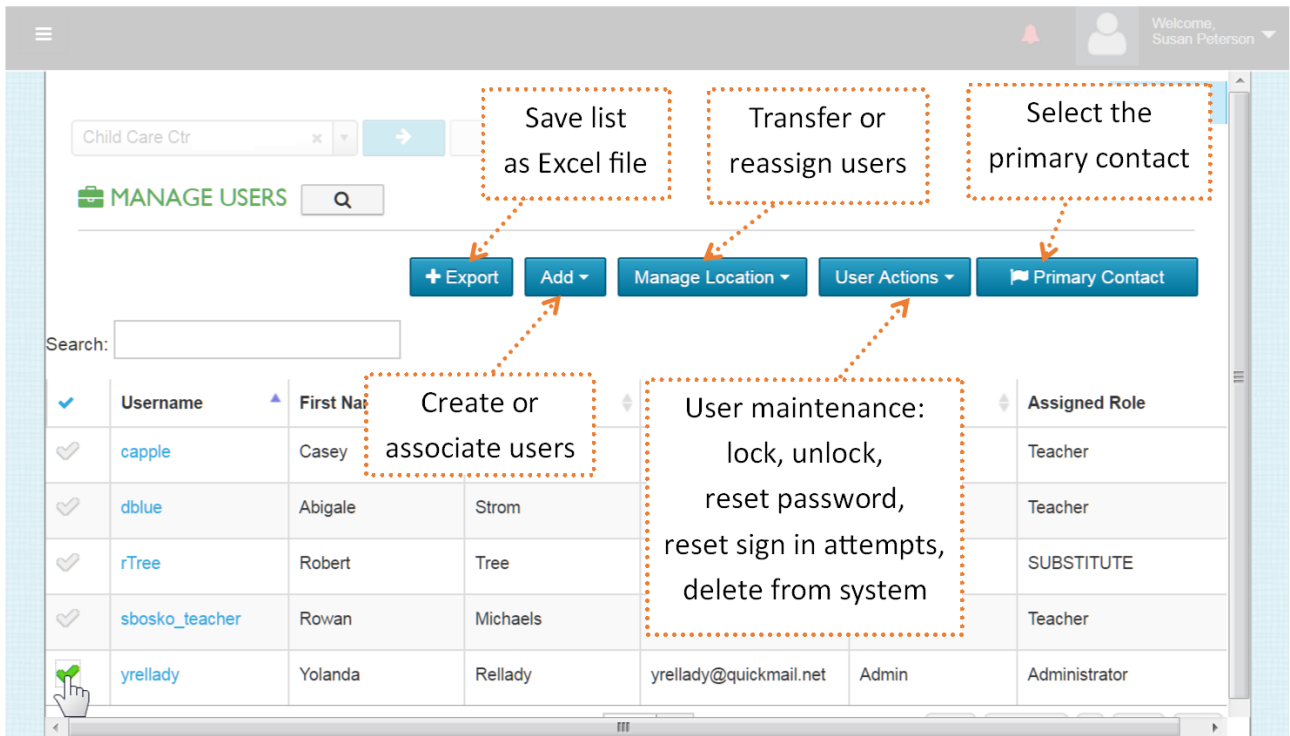 Welcome,
Susan Peterson
Save list
as Excel file
Transfer or
reassign users
Select the
primary contact
Child Care Ctr
MANAGE USERS
Export
Add
Manage Location
User Actions
Primary Contact
Search:
Create or
associate users
User maintenance:
lock, unlock,
reset password,
reset sign in attempts,
delete from system
Username First Assigned Role
capple Casey Teacher
dblue Abigale Strom Teacher
rTree Robert Tree SUBSTITUTE
sbosko_teacher Rowan Michaels Teacher
yrellady Yolanda Rellady yrellady@quickmail.net Admin Administrator